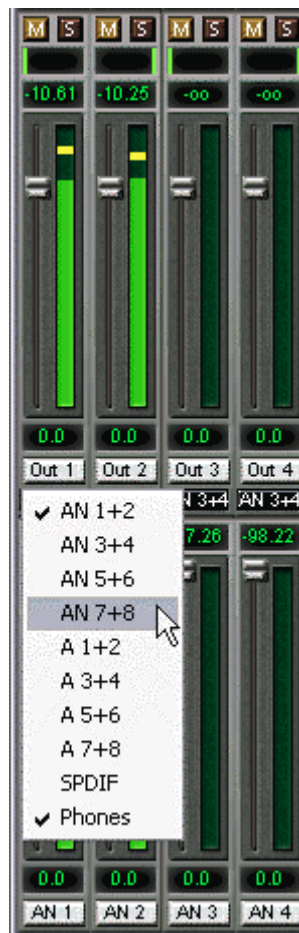 M S M S M S M S
-10.61 -10.25 -oo -oo
0.0 0.0 0.0 0.0
Out 1 Out 2 Out 3 Out 4
AN 3+4 AN 3+4
7.26 -98.22
✓ AN 1+2
AN 3+4
AN 5+6
AN 7+8
A 1+2
A 3+4
A 5+6
A 7+8
SPDIF
✓ Phones
0.0 0.0 0.0 0.0
AN 1 AN 2 AN 3 AN 4